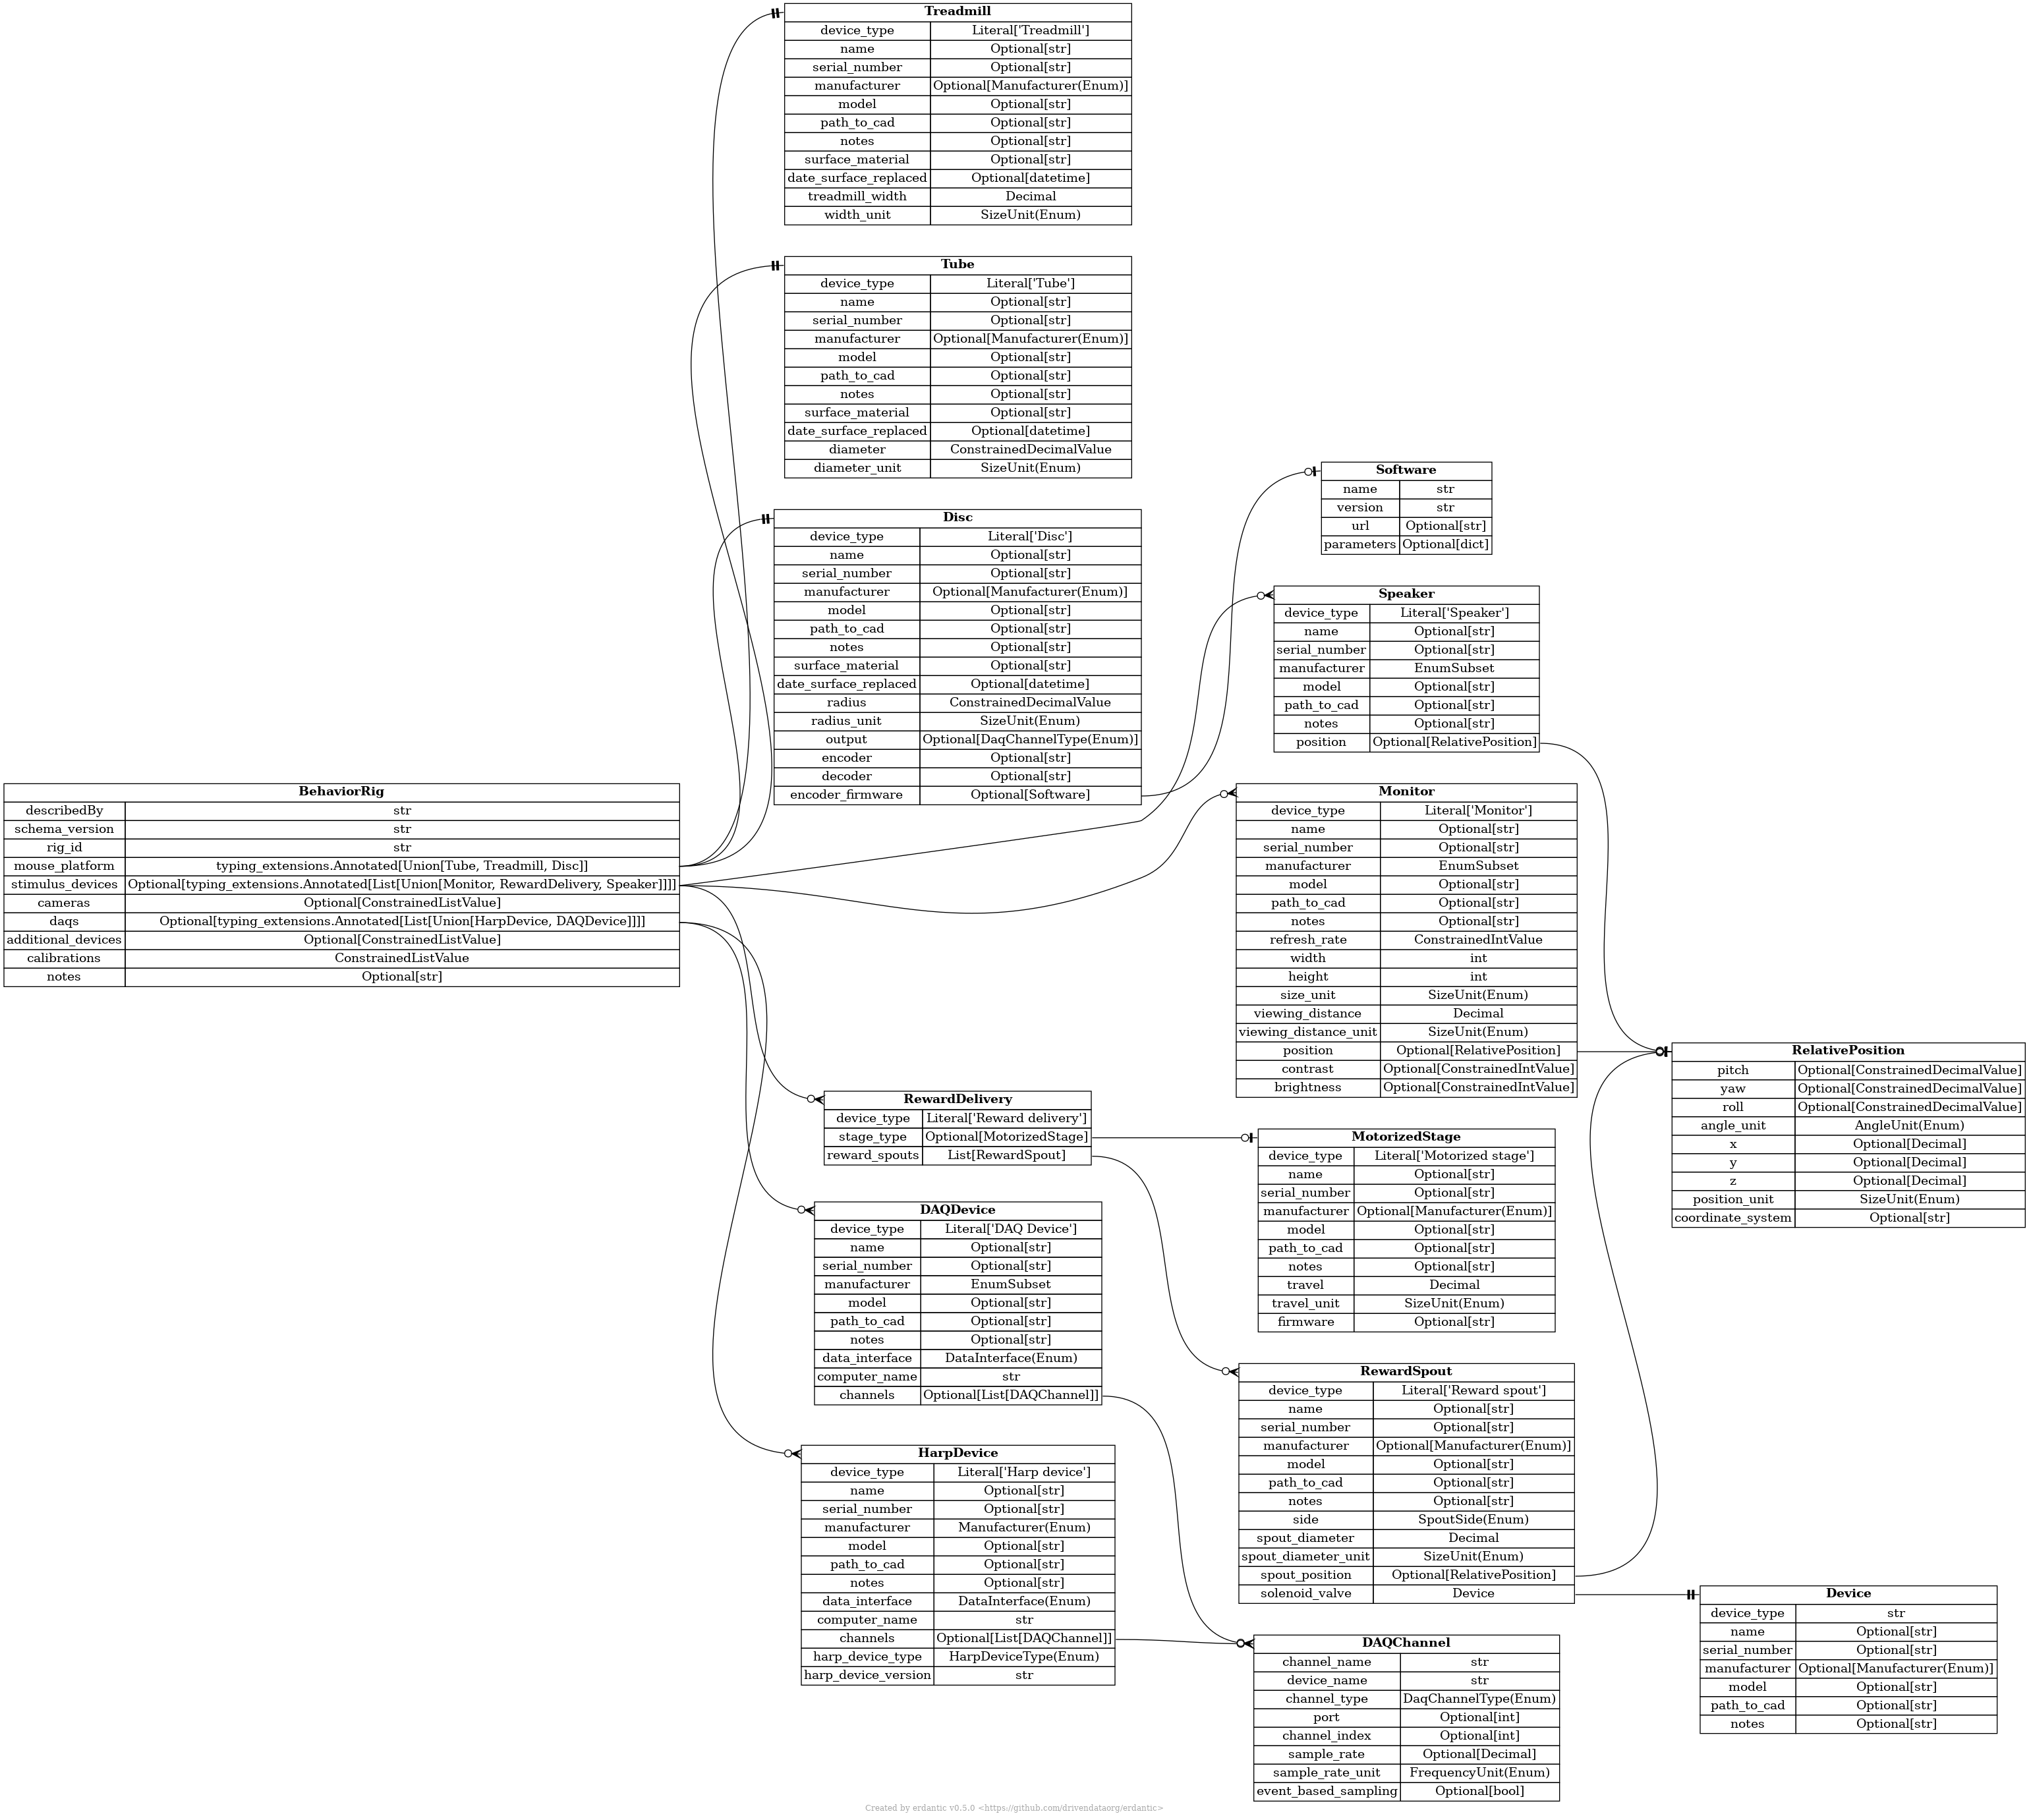 Treadmill
device_type Literal['Treadmill']
name Optional[str]
serial_number Optional[str]
manufacturer Optional[Manufacturer(Enum)]
model Optional[str]
path_to_cad Optional[str]
notes Optional[str]
surface_material Optional[str]
date_surface_replaced Optional[datetime]
treadmill_width Decimal
width_unit SizeUnit(Enum)
Tube
device_type Literal['Tube']
name Optional[str]
serial_number Optional[str]
manufacturer Optional[Manufacturer(Enum)]
model Optional[str]
path_to_cad Optional[str]
notes Optional[str]
surface_material Optional[str]
date_surface_replaced Optional[datetime]
diameter ConstrainedDecimalValue
diameter_unit SizeUnit(Enum)
Disc
device_type Literal['Disc']
name Optional[str]
serial_number Optional[str]
manufacturer Optional[Manufacturer(Enum)]
model Optional[str]
path_to_cad Optional[str]
notes Optional[str]
surface_material Optional[str]
date_surface_replaced Optional[datetime]
radius ConstrainedDecimalValue
radius_unit SizeUnit(Enum)
output Optional[DaqChannelType(Enum)]
encoder Optional[str]
decoder Optional[str]
encoder_firmware Optional[Software]
Software
name str
version str
url Optional[str]
parameters Optional[dict]
Speaker
device_type Literal['Speaker']
name Optional[str]
serial_number Optional[str]
manufacturer EnumSubset
model Optional[str]
path_to_cad Optional[str]
notes Optional[str]
position Optional[RelativePosition]
BehaviorRig
describedBy str
schema_version str
rig_id str
mouse_platform typing_extensions.Annotated[Union[Tube, Treadmill, Disc]]
stimulus_devices Optional[typing_extensions.Annotated[List[Union[Monitor, RewardDelivery, Speaker]]]]
cameras Optional[ConstrainedListValue]
daqs Optional[typing_extensions.Annotated[List[Union[HarpDevice, DAQDevice]]]]
additional_devices Optional[ConstrainedListValue]
calibrations ConstrainedListValue
notes Optional[str]
Monitor
device_type Literal['Monitor']
name Optional[str]
serial_number Optional[str]
manufacturer EnumSubset
model Optional[str]
path_to_cad Optional[str]
notes Optional[str]
refresh_rate ConstrainedIntValue
width int
height int
size_unit SizeUnit(Enum)
viewing_distance Decimal
viewing_distance_unit SizeUnit(Enum)
position Optional[RelativePosition]
contrast Optional[ConstrainedIntValue]
brightness Optional[ConstrainedIntValue]
RelativePosition
pitch Optional[ConstrainedDecimalValue]
yaw Optional[ConstrainedDecimalValue]
roll Optional[ConstrainedDecimalValue]
angle_unit AngleUnit(Enum)
x Optional[Decimal]
y Optional[Decimal]
z Optional[Decimal]
position_unit SizeUnit(Enum)
coordinate_system Optional[str]
RewardDelivery
device_type Literal['Reward delivery']
stage_type Optional[MotorizedStage]
reward_spouts List[RewardSpout]
MotorizedStage
device_type Literal['Motorized stage']
name Optional[str]
serial_number Optional[str]
manufacturer Optional[Manufacturer(Enum)]
model Optional[str]
path_to_cad Optional[str]
notes Optional[str]
travel Decimal
travel_unit SizeUnit(Enum)
firmware Optional[str]
DAQDevice
device_type Literal['DAQ Device']
name Optional[str]
serial_number Optional[str]
manufacturer EnumSubset
model Optional[str]
path_to_cad Optional[str]
notes Optional[str]
data_interface DataInterface(Enum)
computer_name str
channels Optional[List[DAQChannel]]
RewardSpout
device_type Literal['Reward spout']
name Optional[str]
serial_number Optional[str]
manufacturer Optional[Manufacturer(Enum)]
model Optional[str]
path_to_cad Optional[str]
notes Optional[str]
side SpoutSide(Enum)
spout_diameter Decimal
spout_diameter_unit SizeUnit(Enum)
spout_position Optional[RelativePosition]
solenoid_valve Device
HarpDevice
device_type Literal['Harp device']
name Optional[str]
serial_number Optional[str]
manufacturer Manufacturer(Enum)
model Optional[str]
path_to_cad Optional[str]
notes Optional[str]
data_interface DataInterface(Enum)
computer_name str
channels Optional[List[DAQChannel]]
harp_device_type HarpDeviceType(Enum)
harp_device_version str
Device
device_type str
name Optional[str]
serial_number Optional[str]
manufacturer Optional[Manufacturer(Enum)]
model Optional[str]
path_to_cad Optional[str]
notes Optional[str]
DAQChannel
channel_name str
device_name str
channel_type DaqChannelType(Enum)
port Optional[int]
channel_index Optional[int]
sample_rate Optional[Decimal]
sample_rate_unit FrequencyUnit(Enum)
event_based_sampling Optional[bool]
Created by erdantic v0.5.0 <https://github.com/drivendataorg/erdantic>